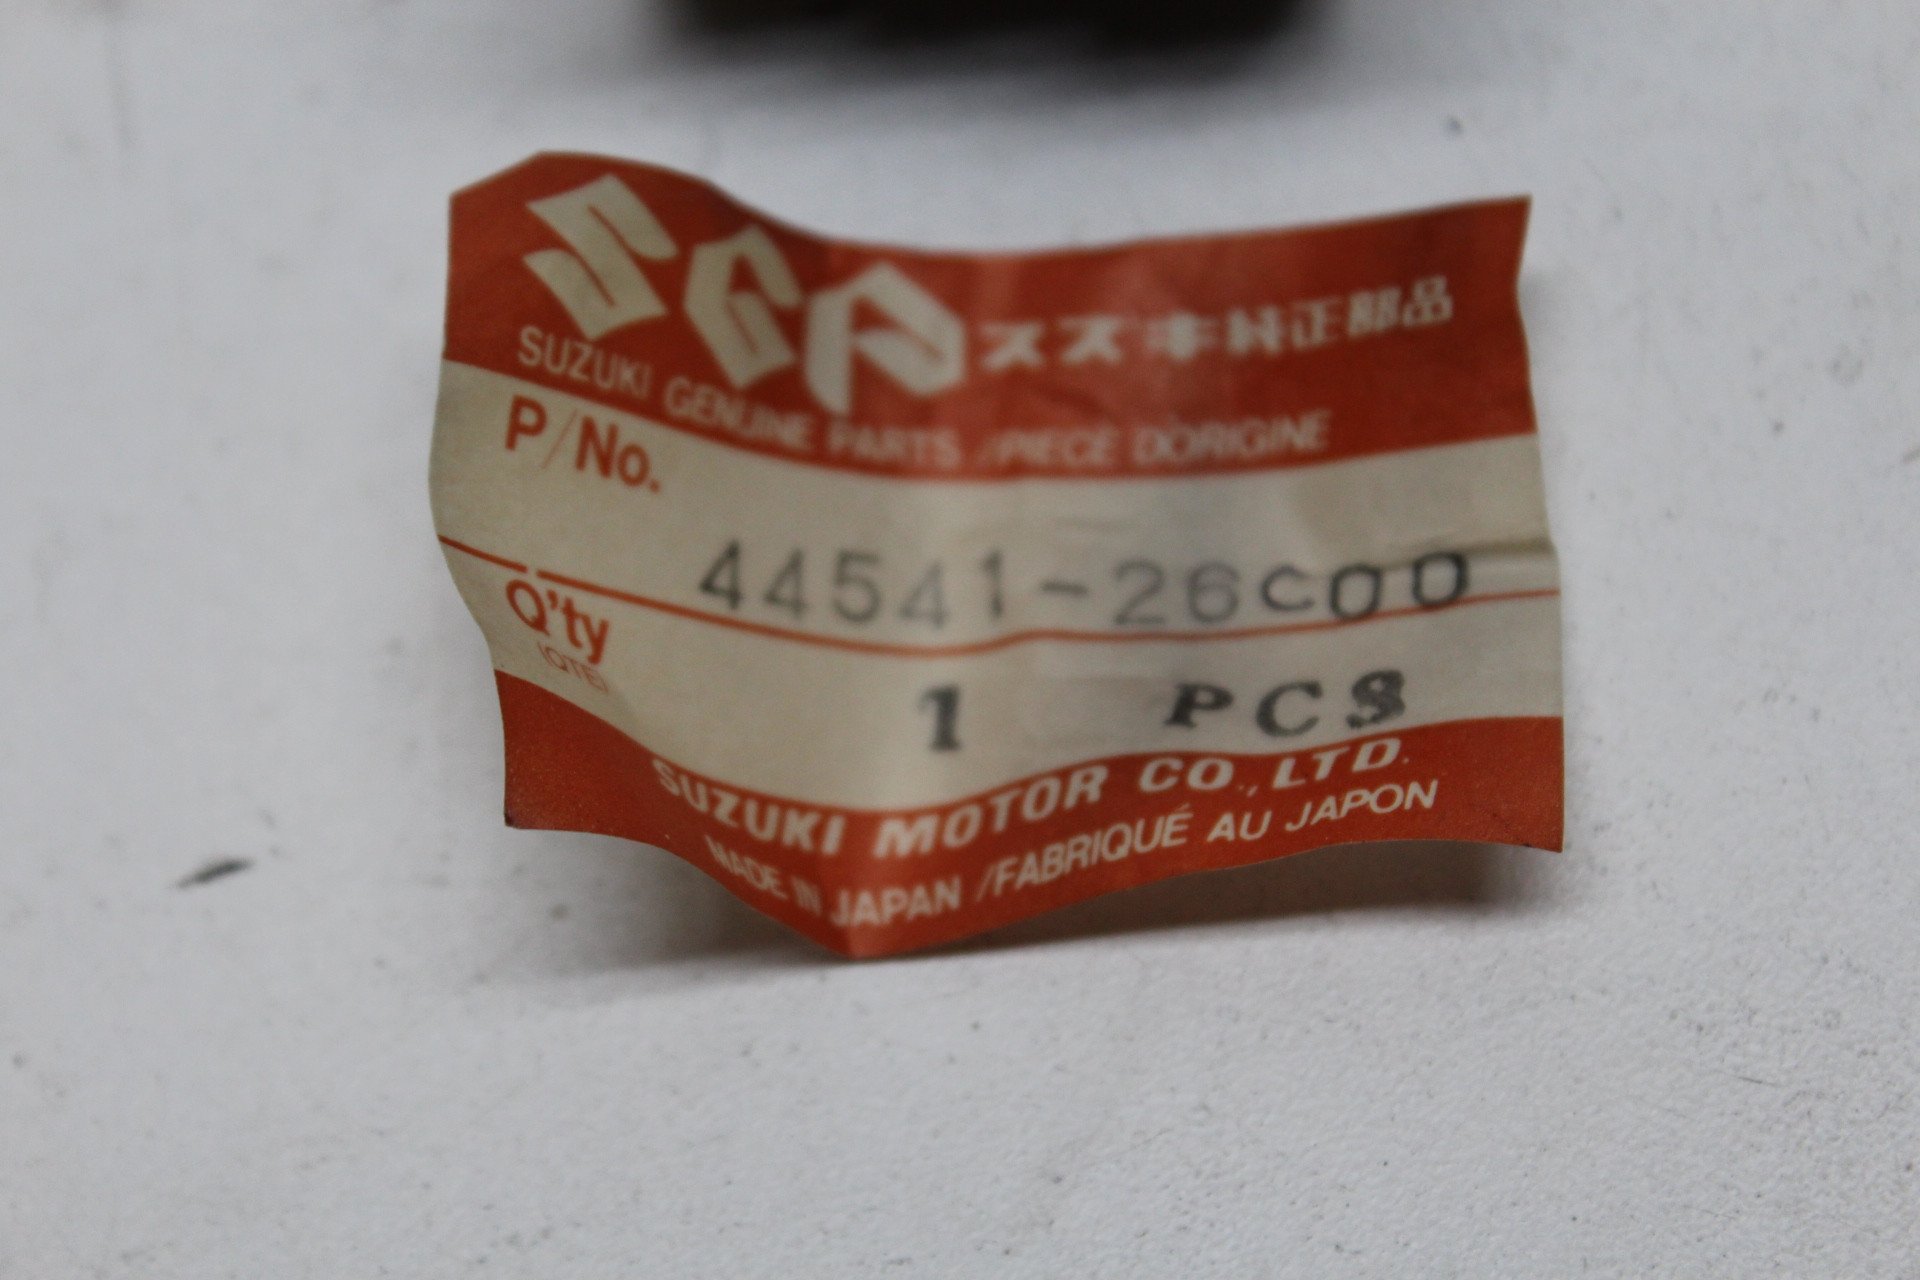 SGP スズキ純正部品
SUZUKI GENUINE PARTS /PIECE D'ORIGINE
P/No.
44541-26C00
Q'ty
(QTE)
1 PCS
SUZUKI MOTOR CO.,LTD.
MADE IN JAPAN /FABRIQUÉ AU JAPON